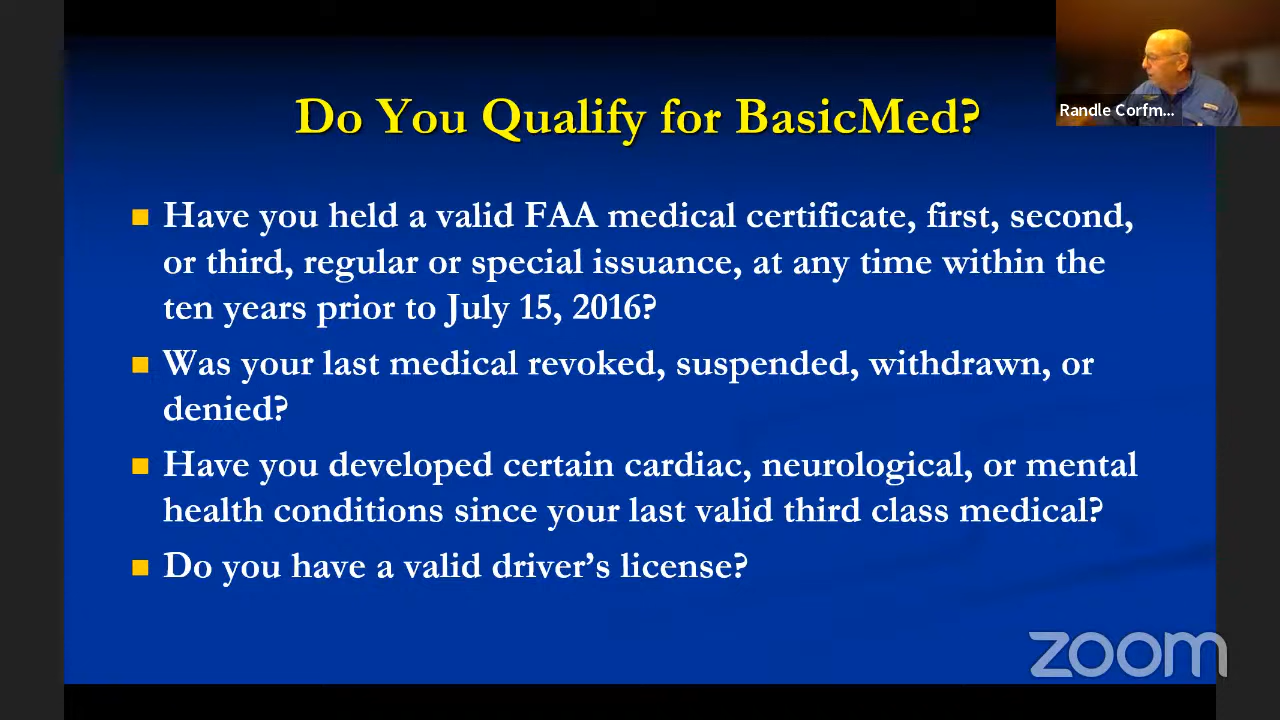 Do You Qualify for BasicMed?
Randle Corfm...
Have you held a valid FAA medical certificate, first, second,
or third, regular or special issuance, at any time within the
ten years prior to July 15, 2016?
Was your last medical revoked, suspended, withdrawn, or
denied?
Have you developed certain cardiac, neurological, or mental
health conditions since your last valid third class medical?
Do you have a valid driver’s license?
zoom